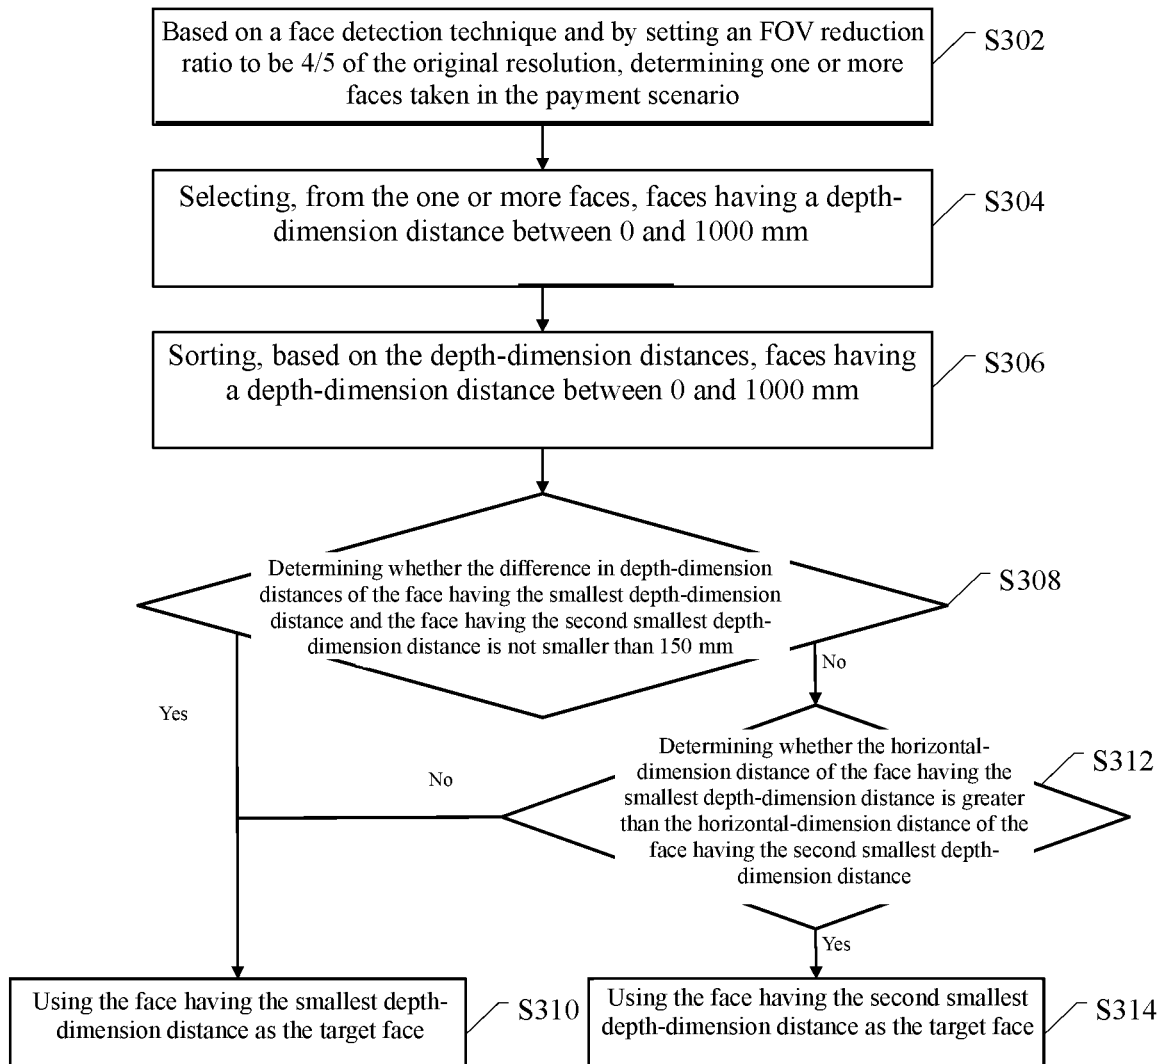 Based on a face detection technique and by setting an FOV reduction
ratio to be 4/5 of the original resolution, determining one or more
faces taken in the payment scenario
S302
Selecting, from the one or more faces, faces having a depth-
dimension distance between 0 and 1000 mm
S304
Sorting, based on the depth-dimension distances, faces having
a depth-dimension distance between 0 and 1000 mm
S306
Determining whether the difference in depth-dimension
distances of the face having the smallest depth-dimension
distance and the face having the second smallest depth-
dimension distance is not smaller than 150 mm
S308
No
Yes
Determining whether the horizontal-
dimension distance of the face having the
smallest depth-dimension distance is greater
than the horizontal-dimension distance of the
face having the second smallest depth-
dimension distance
S312
No
Yes
Using the face having the smallest depth-
dimension distance as the target face
S310
Using the face having the second smallest
depth-dimension distance as the target face
S314